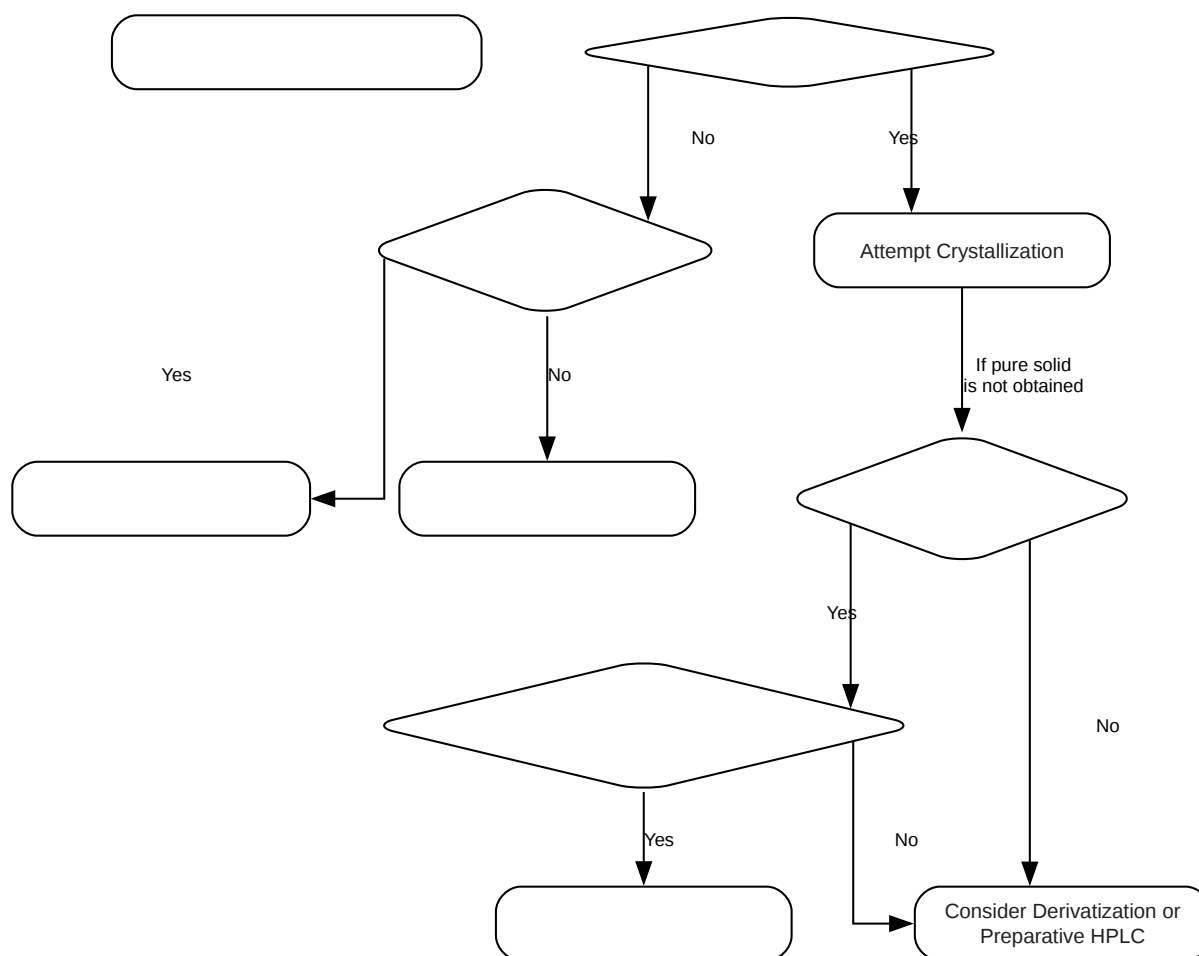 No
Yes
Attempt Crystallization
Yes
No
If pure solid
is not obtained
Yes
No
Yes
No
Consider Derivatization or
Preparative HPLC